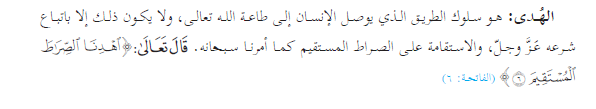 الهُدى: هو سلوك الطريق الذي يوصل الإنسان إلى طاعة الله تعالى، ولا يكون ذلك إلا باتباع
شرعه عَزَّ وجلّ، والاستقامة على الصراط المستقيم كما أمرنا سبحانه. قَالَ تَعَالَىٰ: ﴿ٱهۡدِنَا ٱلصِّرَٰطَ
ٱلۡمُسۡتَقِيمَ ٦﴾ (الفاتحة: ٦)